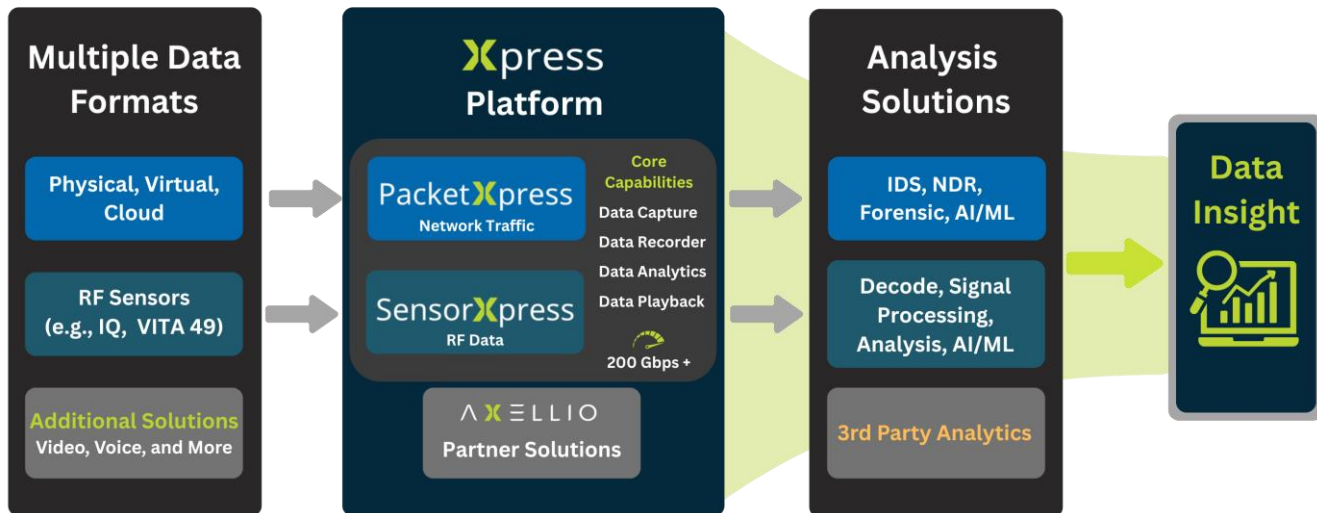 Multiple Data
Formats
Physical, Virtual,
Cloud
RF Sensors
(e.g., IQ, VITA 49)
Additional Solutions
Video, Voice, and More
Xpress
Platform
PacketXpress
Network Traffic
SensorXpress
RF Data
Core
Capabilities
Data Capture
Data Recorder
Data Analytics
Data Playback
200 Gbps +
AXELLIO
Partner Solutions
Analysis
Solutions
IDS, NDR,
Forensic, AI/ML
Decode, Signal
Processing,
Analysis, AI/ML
3rd Party Analytics
Data
Insight